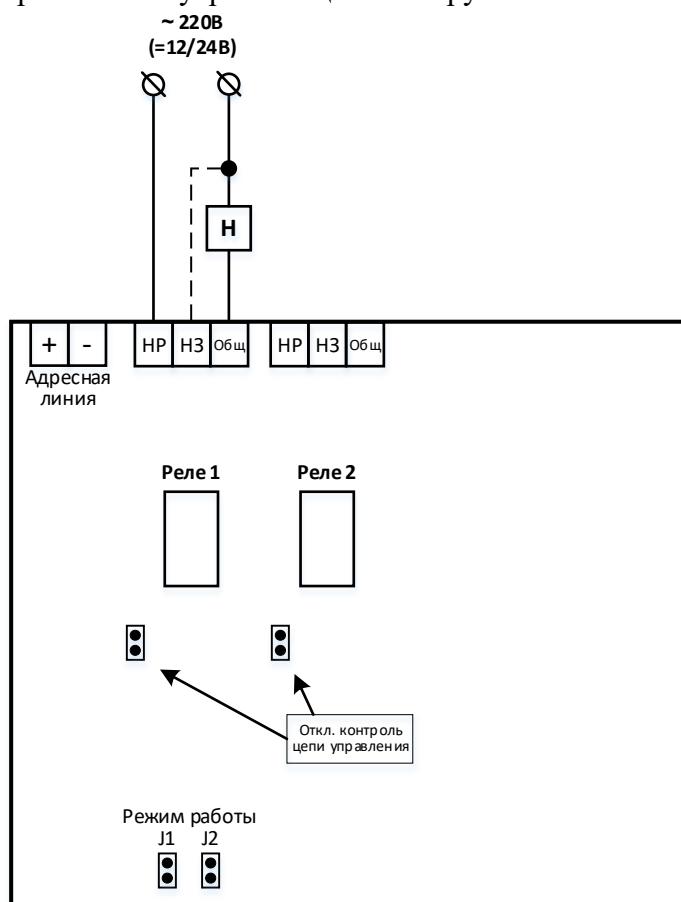 ~ 220В
(=12/24В)
Н
+ - НР НЗ Общ НР НЗ Общ
Адресная
линия
Реле 1 Реле 2
Откл. контроль
цепи управления
Режим работы
J1 J2